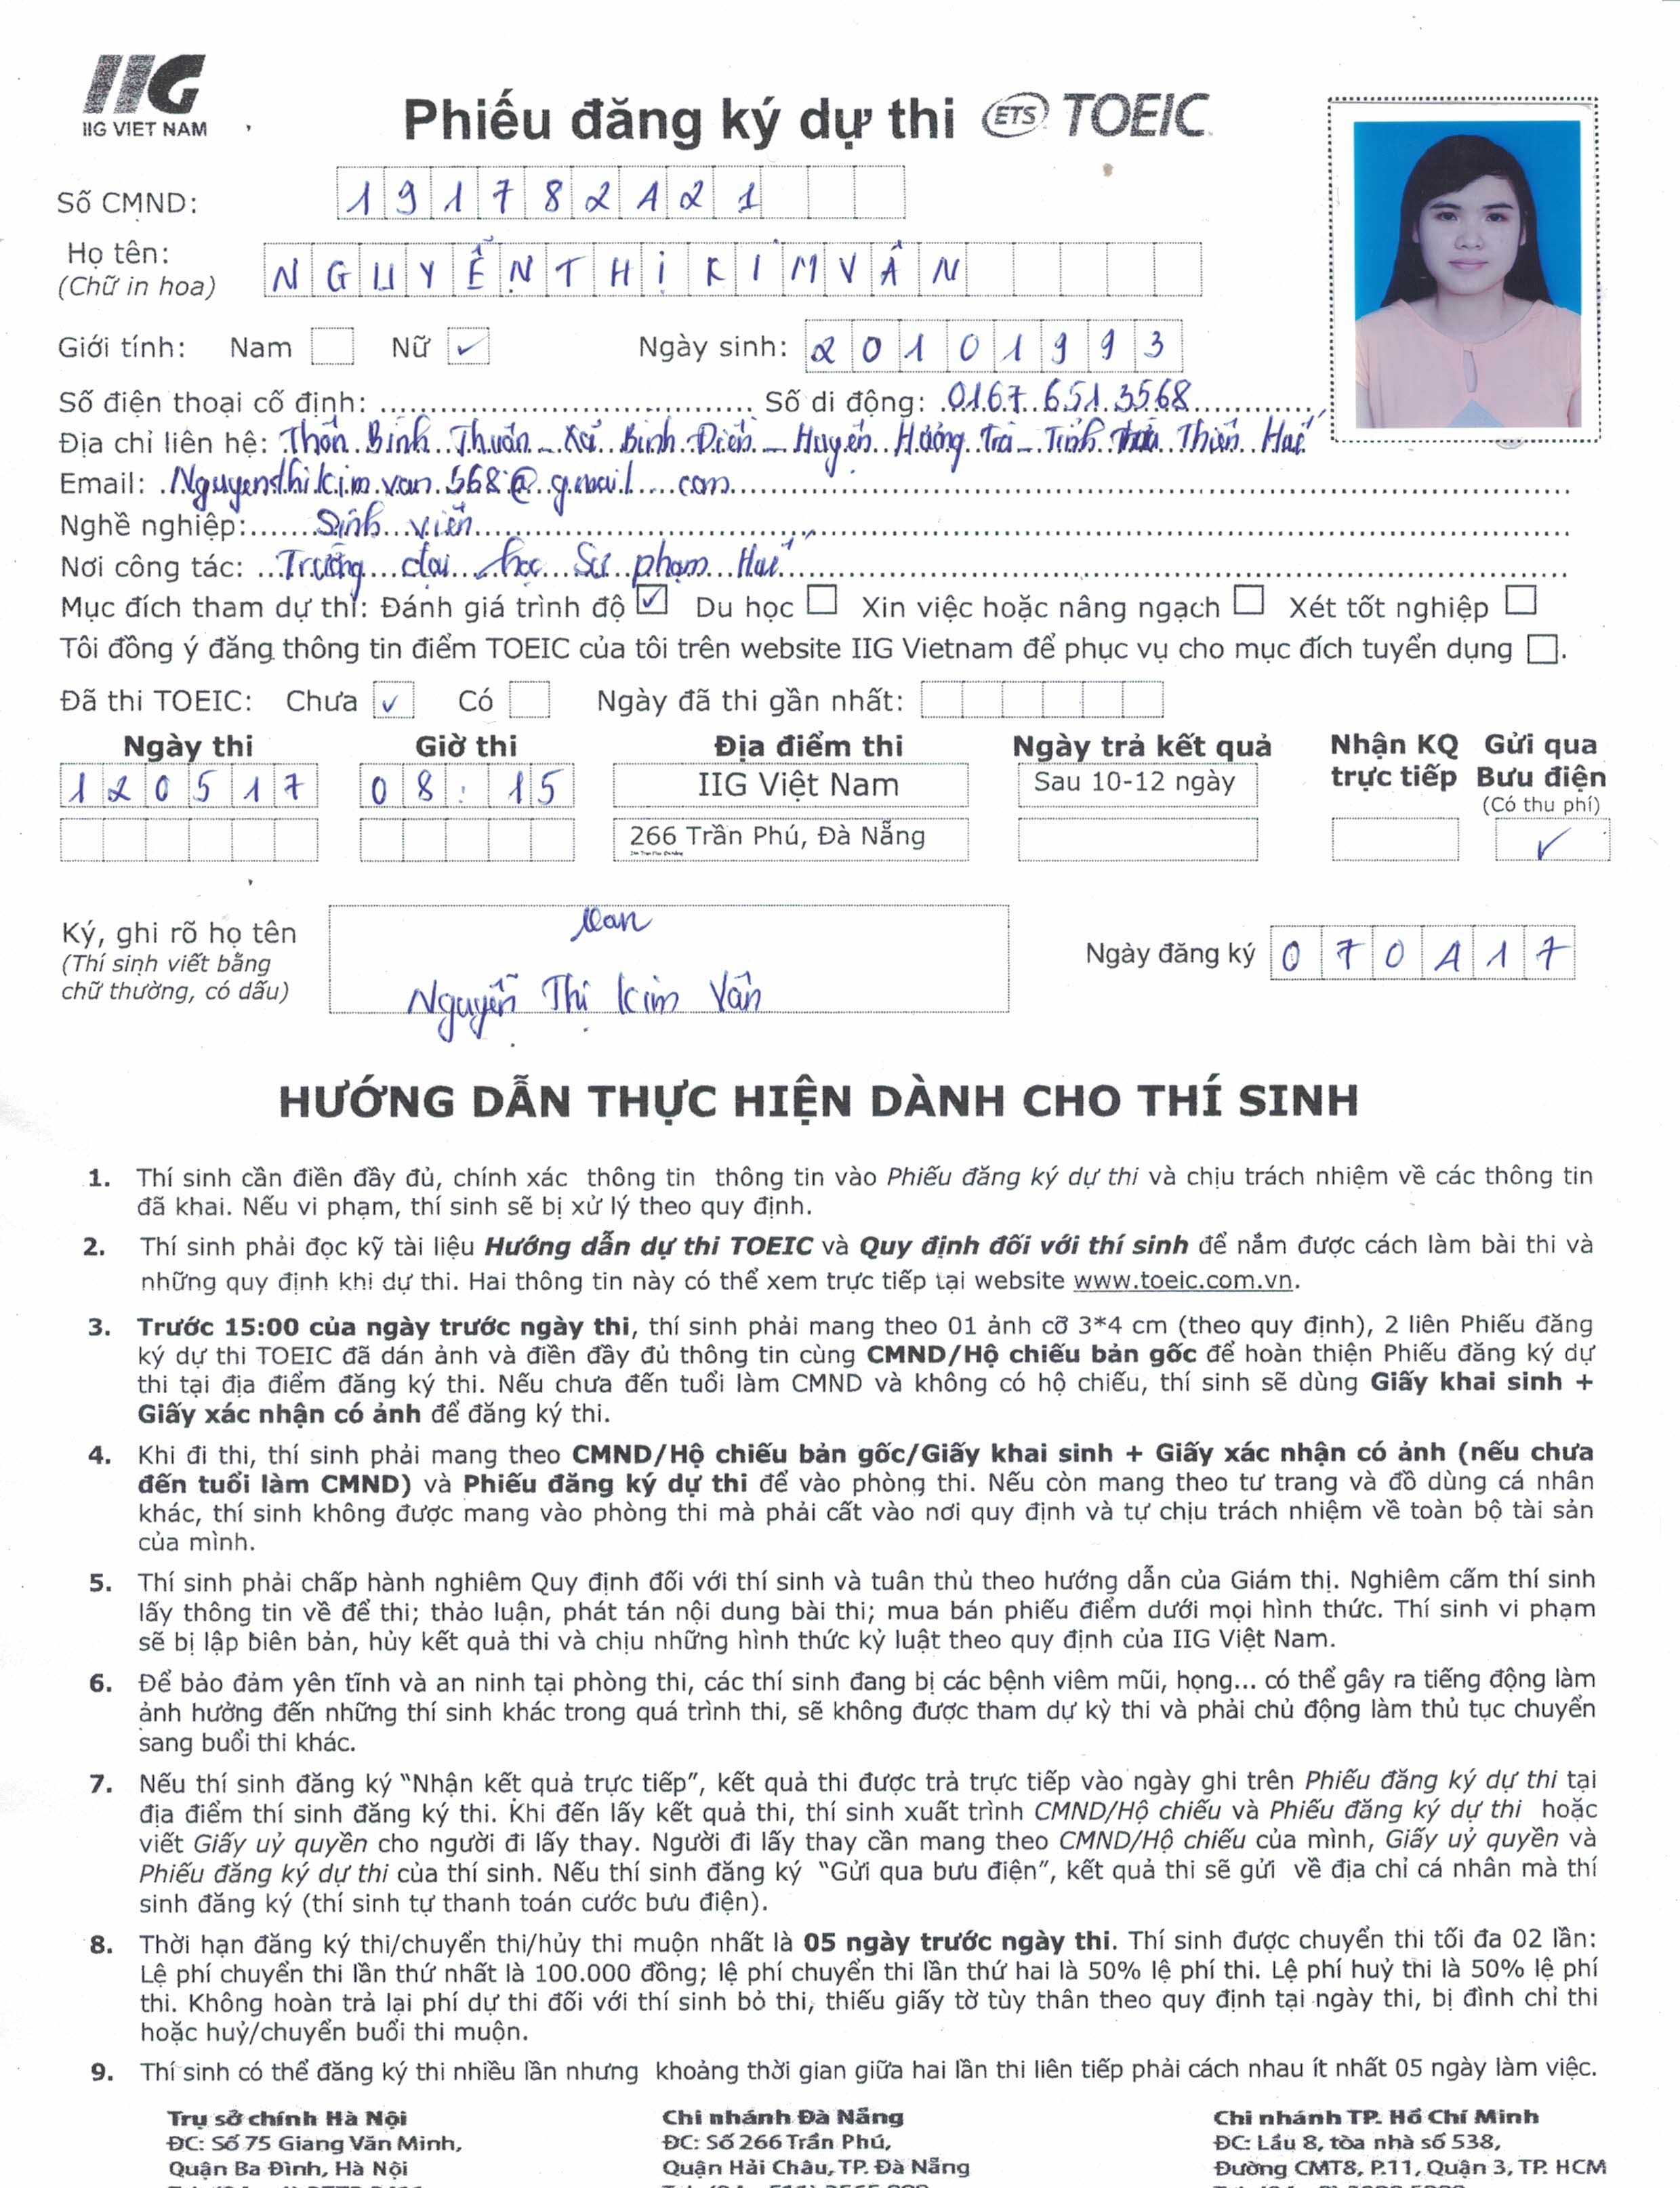 IIG
IIG VIET NAM
Phiếu đăng ký dự thi ETS TOEIC
Số CMND: 191782421
Họ tên: NGUYỄN THỊ KIM VÂN
(Chữ in hoa)
Giới tính: Nam Nữ ✓ Ngày sinh: 20101993
Số điện thoại cố định: Số di động: 0167 651 3568
Địa chỉ liên hệ: Thôn Bình Thuận - Xã Bình Điền - Huyện Hương Trà - Tỉnh Thừa Thiên Huế
Email: Nguyenthikimvan568@gmail.com
Nghề nghiệp: Sinh viên
Nơi công tác: Trường đại học Sư phạm Huế
Mục đích tham dự thi: Đánh giá trình độ ✓ Du học Xin việc hoặc nâng ngạch Xét tốt nghiệp
Tôi đồng ý đăng thông tin điểm TOEIC của tôi trên website IIG Vietnam để phục vụ cho mục đích tuyển dụng .
Đã thi TOEIC: Chưa ✓ Có Ngày đã thi gần nhất:
Ngày thi Giờ thi Địa điểm thi Ngày trả kết quả Nhận KQ trực tiếp Gửi qua Bưu điện (Có thu phí)
120517 08:15 IIG Việt Nam Sau 10-12 ngày
266 Trần Phú, Đà Nẵng ✓
Ký, ghi rõ họ tên Van
(Thí sinh viết bằng Ngày đăng ký 070417
chữ thường, có dấu) Nguyễn Thị Kim Vân
HƯỚNG DẪN THỰC HIỆN DÀNH CHO THÍ SINH
1. Thí sinh cần điền đầy đủ, chính xác thông tin thông tin vào Phiếu đăng ký dự thi và chịu trách nhiệm về các thông tin
đã khai. Nếu vi phạm, thí sinh sẽ bị xử lý theo quy định.
2. Thí sinh phải đọc kỹ tài liệu Hướng dẫn dự thi TOEIC và Quy định đối với thí sinh để nắm được cách làm bài thi và
những quy định khi dự thi. Hai thông tin này có thể xem trực tiếp tại website www.toeic.com.vn.
3. Trước 15:00 của ngày trước ngày thi, thí sinh phải mang theo 01 ảnh cỡ 3*4 cm (theo quy định), 2 liên Phiếu đăng
ký dự thi TOEIC đã dán ảnh và điền đầy đủ thông tin cùng CMND/Hộ chiếu bản gốc để hoàn thiện Phiếu đăng ký dự
thi tại địa điểm đăng ký thi. Nếu chưa đến tuổi làm CMND và không có hộ chiếu, thí sinh sẽ dùng Giấy khai sinh +
Giấy xác nhận có ảnh để đăng ký thi.
4. Khi đi thi, thí sinh phải mang theo CMND/Hộ chiếu bản gốc/Giấy khai sinh + Giấy xác nhận có ảnh (nếu chưa
đến tuổi làm CMND) và Phiếu đăng ký dự thi để vào phòng thi. Nếu còn mang theo tư trang và đồ dùng cá nhân
khác, thí sinh không được mang vào phòng thi mà phải cất vào nơi quy định và tự chịu trách nhiệm về toàn bộ tài sản
của mình.
5. Thí sinh phải chấp hành nghiêm Quy định đối với thí sinh và tuân thủ theo hướng dẫn của Giám thị. Nghiêm cấm thí sinh
lấy thông tin về để thi; thảo luận, phát tán nội dung bài thi; mua bán phiếu điểm dưới mọi hình thức. Thí sinh vi phạm
sẽ bị lập biên bản, hủy kết quả thi và chịu những hình thức kỷ luật theo quy định của IIG Việt Nam.
6. Để bảo đảm yên tĩnh và an ninh tại phòng thi, các thí sinh đang bị các bệnh viêm mũi, họng... có thể gây ra tiếng động làm
ảnh hưởng đến những thí sinh khác trong quá trình thi, sẽ không được tham dự kỳ thi và phải chủ động làm thủ tục chuyển
sang buổi thi khác.
7. Nếu thí sinh đăng ký “Nhận kết quả trực tiếp”, kết quả thi được trả trực tiếp vào ngày ghi trên Phiếu đăng ký dự thi tại
địa điểm thí sinh đăng ký thi. Khi đến lấy kết quả thi, thí sinh xuất trình CMND/Hộ chiếu và Phiếu đăng ký dự thi hoặc
viết Giấy uỷ quyền cho người đi lấy thay. Người đi lấy thay cần mang theo CMND/Hộ chiếu của mình, Giấy uỷ quyền và
Phiếu đăng ký dự thi của thí sinh. Nếu thí sinh đăng ký “Gửi qua bưu điện”, kết quả thi sẽ gửi về địa chỉ cá nhân mà thí
sinh đăng ký (thí sinh tự thanh toán cước bưu điện).
8. Thời hạn đăng ký thi/chuyển thi/hủy thi muộn nhất là 05 ngày trước ngày thi. Thí sinh được chuyển thi tối đa 02 lần:
Lệ phí chuyển thi lần thứ nhất là 100.000 đồng; lệ phí chuyển thi lần thứ hai là 50% lệ phí thi. Lệ phí huỷ thi là 50% lệ phí
thi. Không hoàn trả lại phí dự thi đối với thí sinh bỏ thi, thiếu giấy tờ tùy thân theo quy định tại ngày thi, bị đình chỉ thi
hoặc huỷ/chuyển buổi thi muộn.
9. Thí sinh có thể đăng ký thi nhiều lần nhưng khoảng thời gian giữa hai lần thi liên tiếp phải cách nhau ít nhất 05 ngày làm việc.
Trụ sở chính Hà Nội Chi nhánh Đà Nẵng Chi nhánh TP. Hồ Chí Minh
ĐC: Số 75 Giang Văn Minh, ĐC: Số 266 Trần Phú, ĐC: Lầu 8, tòa nhà số 538,
Quận Ba Đình, Hà Nội Quận Hải Châu, TP. Đà Nẵng Đường CMT8, P.11, Quận 3, TP. HCM